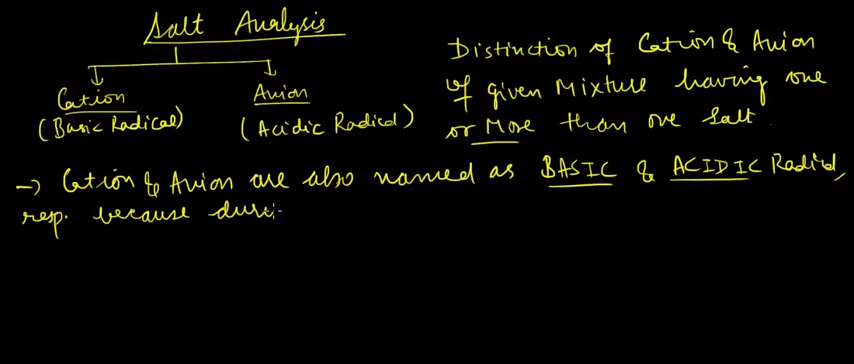 Salt Analysis
Cation
(Basic Radical)
Anion
(Acidic Radical)
Distinction of Cation & Anion
of given Mixture having one
or More than one Salt
→ Cation & Anion are also named as BASIC & ACIDIC Radical,
resp. because duri